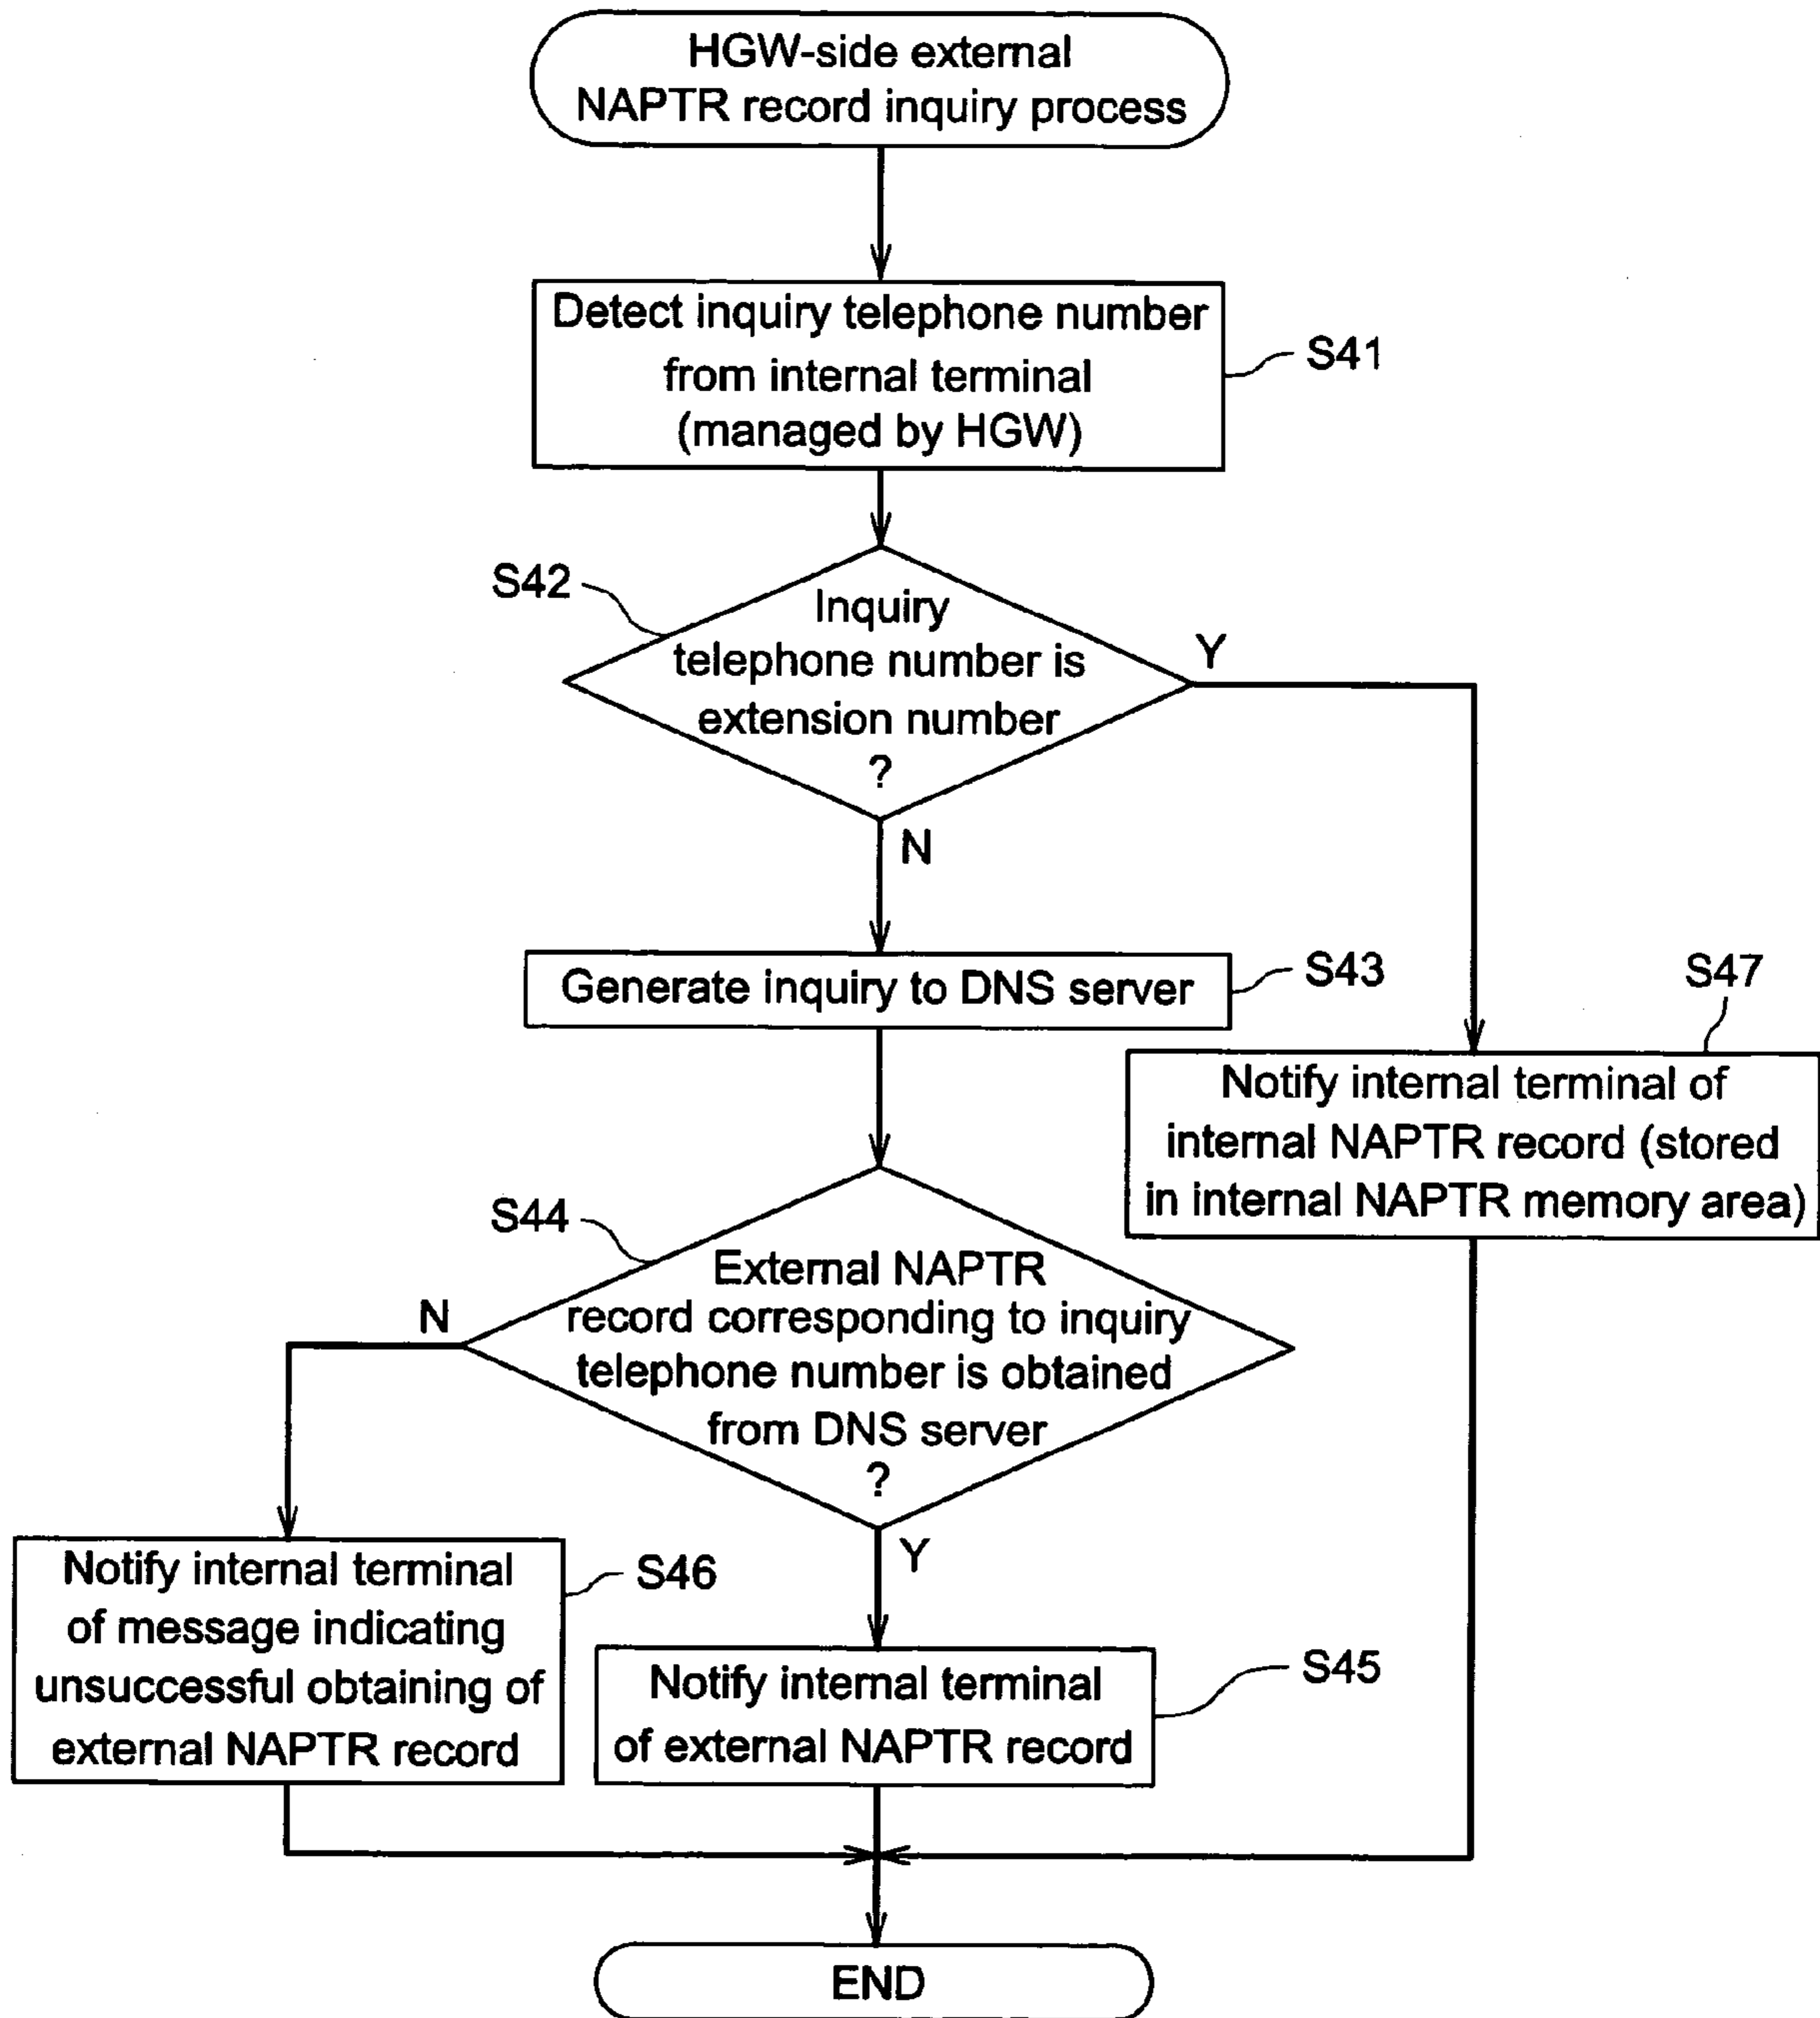 HGW-side external
NAPTR record inquiry process
Detect inquiry telephone number
from internal terminal
(managed by HGW)
S41
S42
Inquiry
telephone number is
extension number
?
Y
N
Generate inquiry to DNS server
S43
S47
Notify internal terminal of
internal NAPTR record (stored
in internal NAPTR memory area)
S44
External NAPTR
record corresponding to inquiry
telephone number is obtained
from DNS server
?
N
Y
Notify internal terminal
of message indicating
unsuccessful obtaining of
external NAPTR record
S46
Notify internal terminal
of external NAPTR record
S45
END